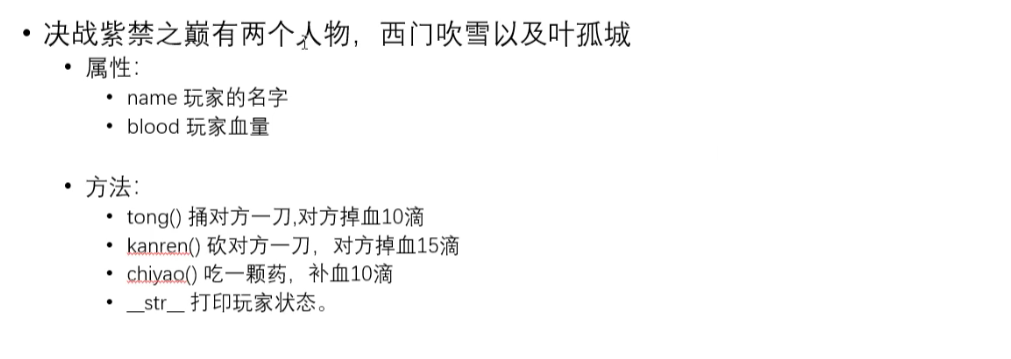 • 决战紫禁之巅有两个人物，西门吹雪以及叶孤城
• 属性：
• name 玩家的名字
• blood 玩家血量
• 方法：
• tong() 捅对方一刀,对方掉血10滴
• kanren() 砍对方一刀，对方掉血15滴
• chiyao() 吃一颗药，补血10滴
• __str__ 打印玩家状态。